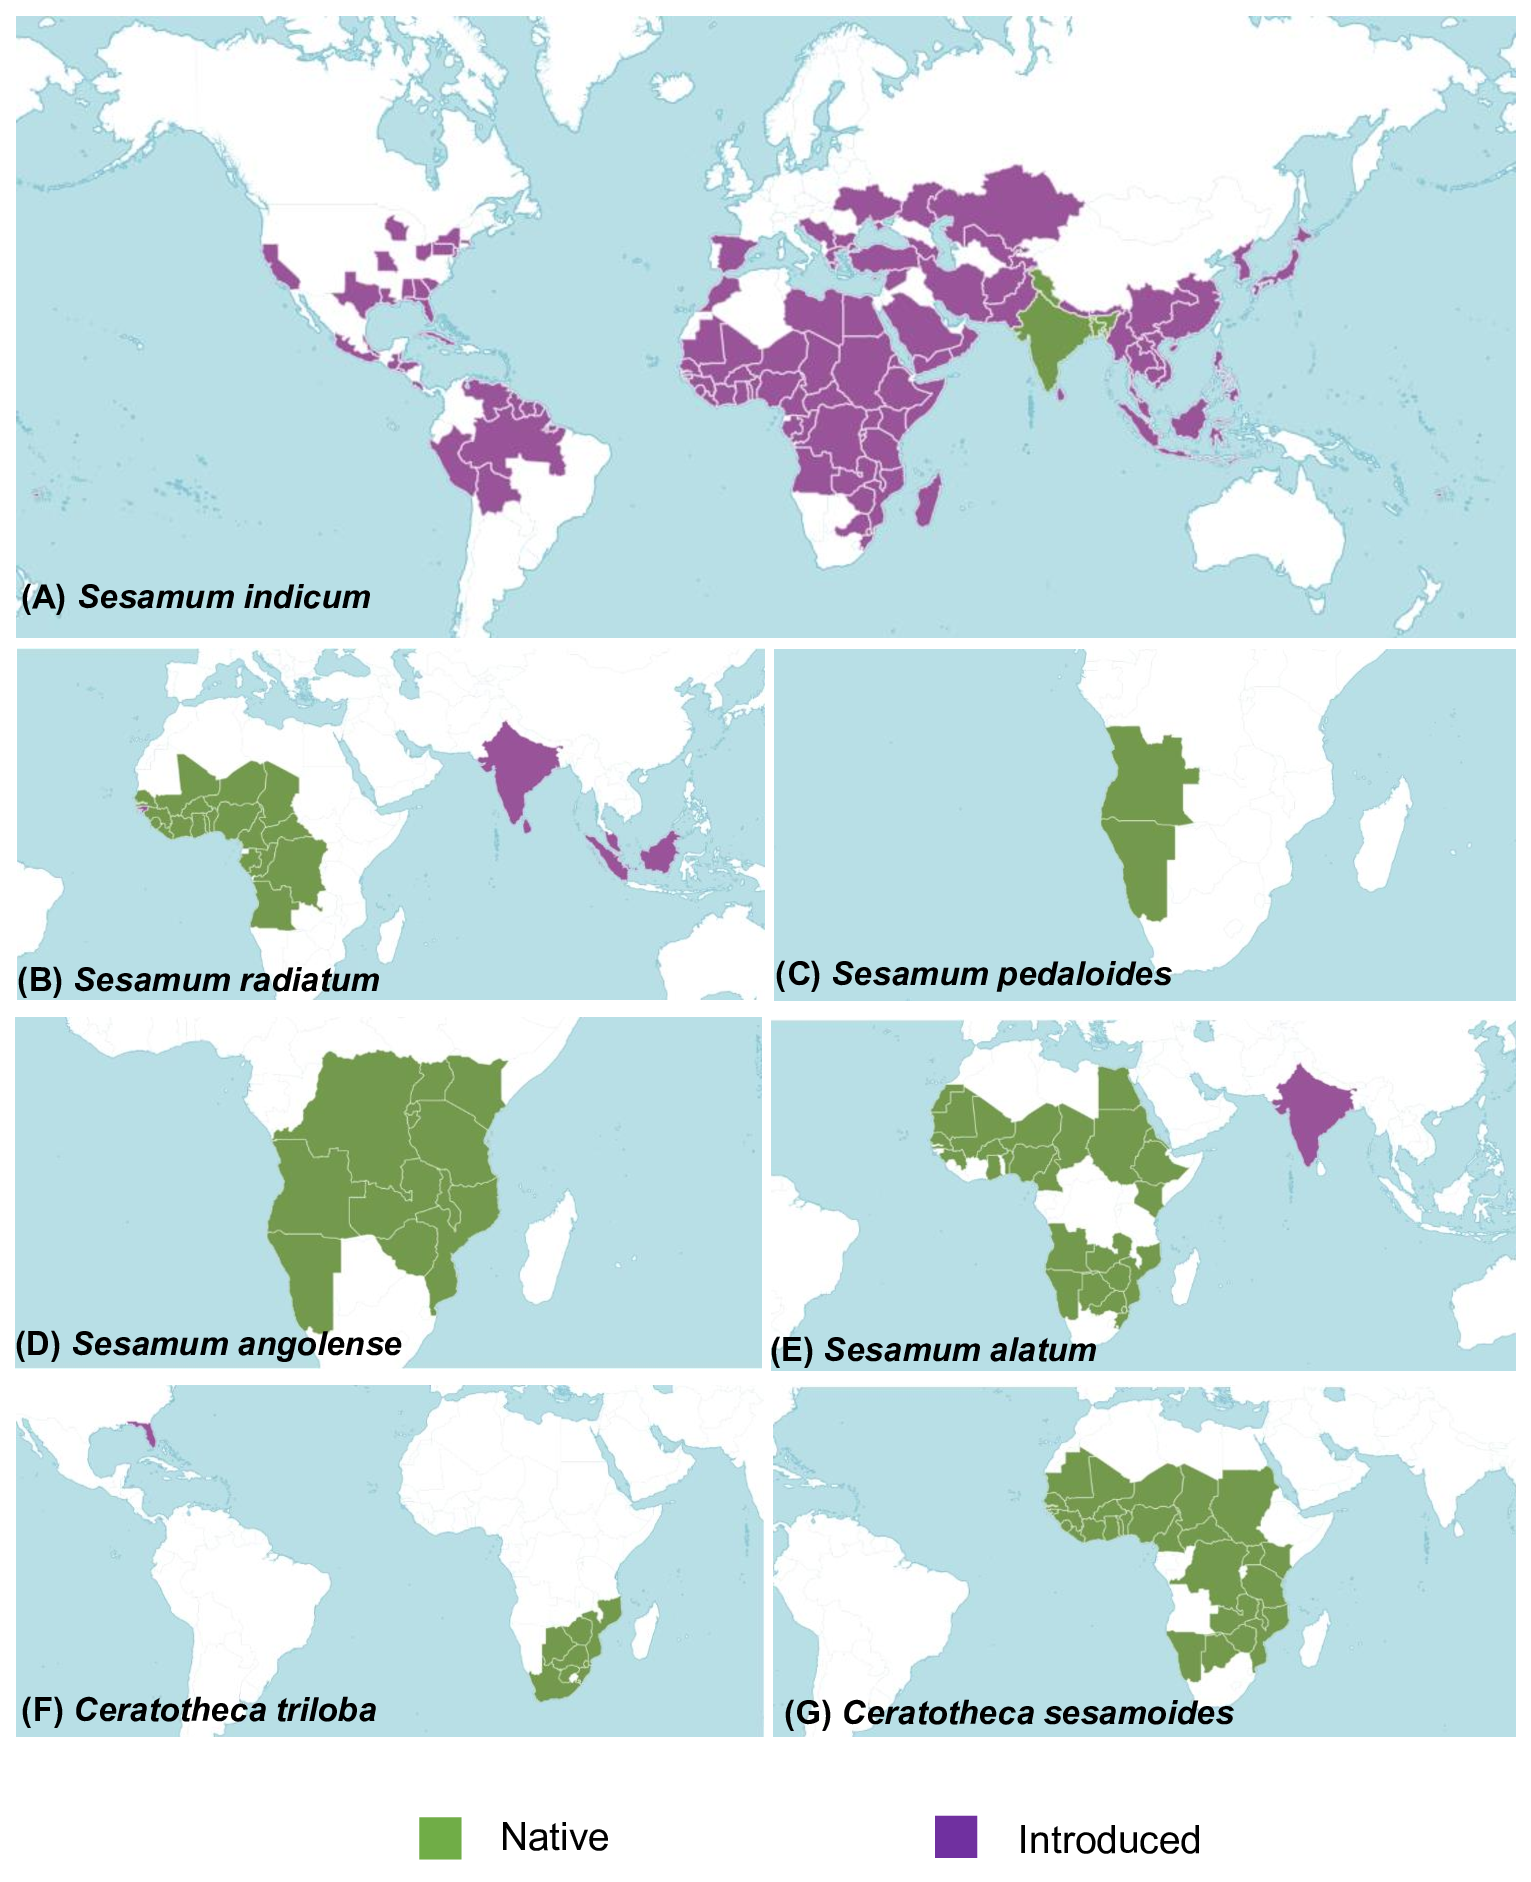 (A) Sesamum indicum
(B) Sesamum radiatum
(C) Sesamum pedaloides
(D) Sesamum angolense
(E) Sesamum alatum
(F) Ceratotheca triloba
(G) Ceratotheca sesamoides
Native
Introduced